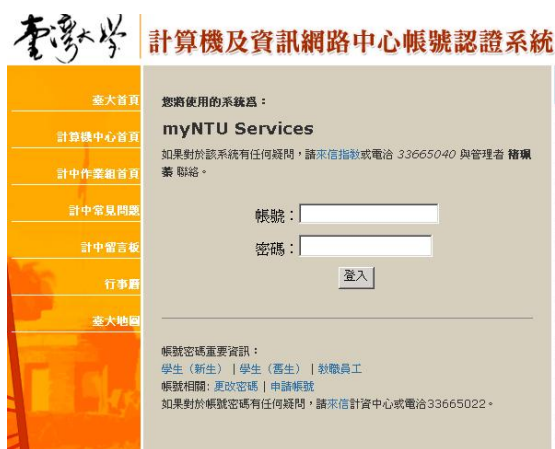 臺灣大學
計算機及資訊網路中心帳號認證系統
臺大首頁
計算機中心首頁
計中作業組首頁
計中常見問題
計中留言板
行事曆
臺大地圖
您將使用的系統為：
myNTU Services
如果對於該系統有任何疑問，請來信指教或電洽 33665040 與管理者 褚珮
蓁 聯絡。
帳號：
密碼：
登入
帳號密碼重要資訊：
學生（新生） | 學生（舊生） | 教職員工
帳號相關: 更改密碼 | 申請帳號
如果對於帳號密碼有任何疑問，請來信計資中心或電洽33665022。